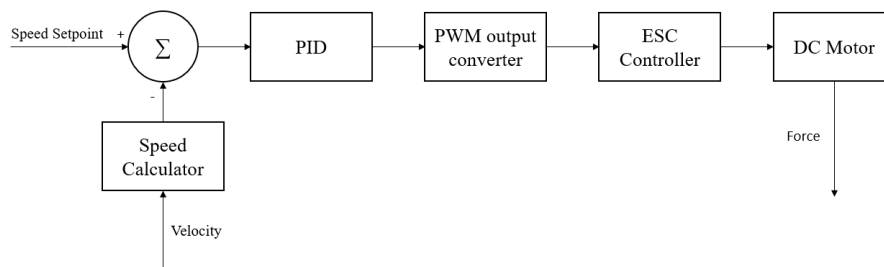 Speed Setpoint
+
Σ
-
PID
PWM output
converter
ESC
Controller
DC Motor
Speed
Calculator
Force
Velocity